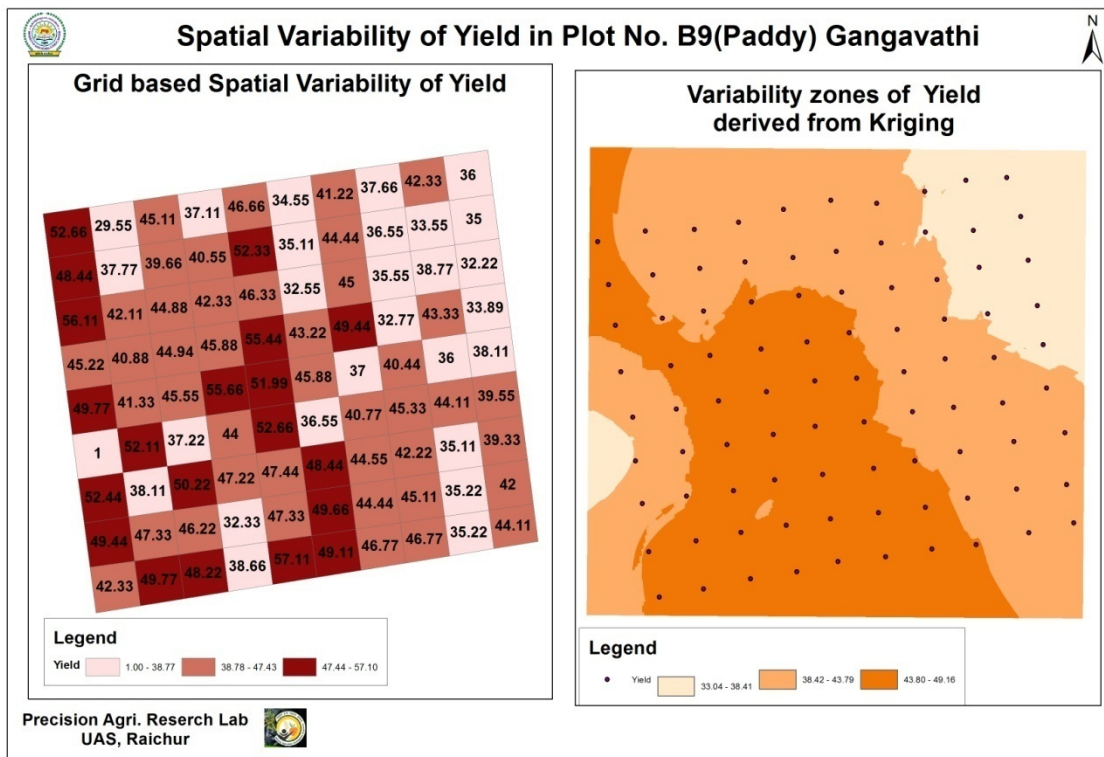 Spatial Variability of Yield in Plot No. B9(Paddy) Gangavathi
N
Grid based Spatial Variability of Yield
52.66 29.55 45.11 37.11 46.66 34.55 41.22 37.66 42.33 36
48.44 37.77 39.66 40.55 52.33 35.11 44.44 36.55 33.55 35
56.11 42.11 44.88 42.33 46.33 32.55 45 35.55 38.77 32.22
45.22 40.88 44.94 45.88 55.44 43.22 49.44 32.77 43.33 33.89
49.77 41.33 45.55 55.66 51.99 45.88 37 40.44 36 38.11
1 52.11 37.22 44 52.66 36.55 40.77 45.33 44.11 39.55
52.44 38.11 50.22 47.22 47.44 48.44 44.55 42.22 35.11 39.33
49.44 47.33 46.22 32.33 47.33 49.66 44.44 45.11 35.22 42
42.33 49.77 48.22 38.66 57.11 49.11 46.77 46.77 35.22 44.11
Legend
Yield 1.00 - 38.77 38.78 - 47.43 47.44 - 57.10
Variability zones of Yield
derived from Kriging
Legend
Yield 33.04 - 38.41 38.42 - 43.79 43.80 - 49.16
Precision Agri. Reserch Lab
UAS, Raichur